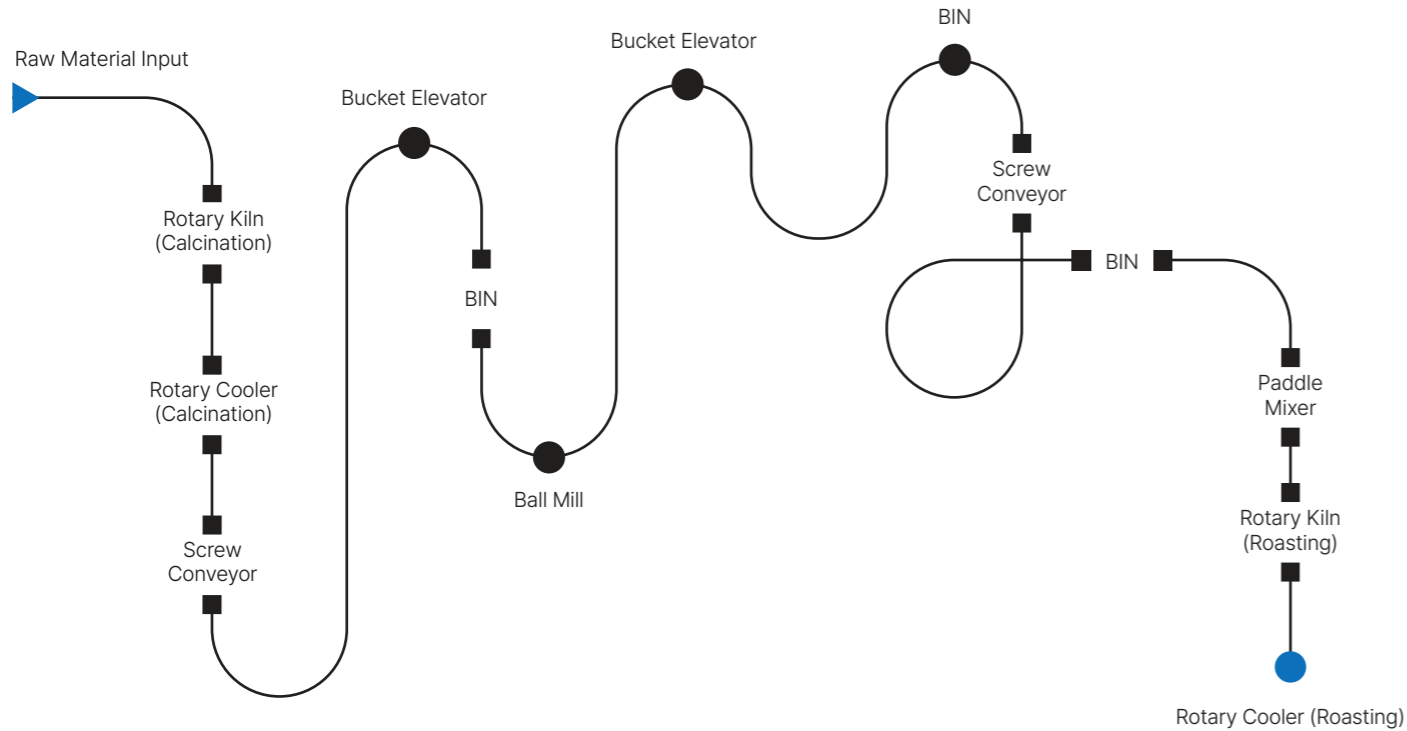 Raw Material Input
Rotary Kiln
(Calcination)
Rotary Cooler
(Calcination)
Screw
Conveyor
Bucket Elevator
BIN
Ball Mill
Bucket Elevator
BIN
Screw
Conveyor
BIN
Paddle
Mixer
Rotary Kiln
(Roasting)
Rotary Cooler (Roasting)